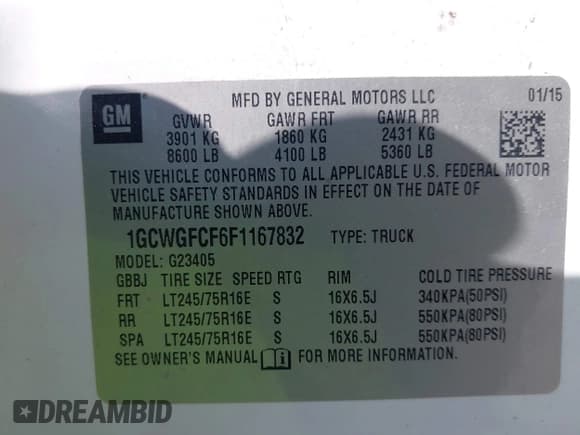 GM
MFD BY GENERAL MOTORS LLC 01/15
GVWR GAWR FRT GAWR RR
3901 KG 1860 KG 2431 KG
8600 LB 4100 LB 5360 LB
THIS VEHICLE CONFORMS TO ALL APPLICABLE U.S. FEDERAL MOTOR
VEHICLE SAFETY STANDARDS IN EFFECT ON THE DATE OF
MANUFACTURE SHOWN ABOVE.
1GCWGFCF6F1167832 TYPE: TRUCK
MODEL: G23405
GBBJ TIRE SIZE SPEED RTG RIM COLD TIRE PRESSURE
FRT LT245/75R16E S 16X6.5J 340KPA(50PSI)
RR LT245/75R16E S 16X6.5J 550KPA(80PSI)
SPA LT245/75R16E S 16X6.5J 550KPA(80PSI)
SEE OWNER'S MANUAL i FOR MORE INFORMATION.
DREAMBID